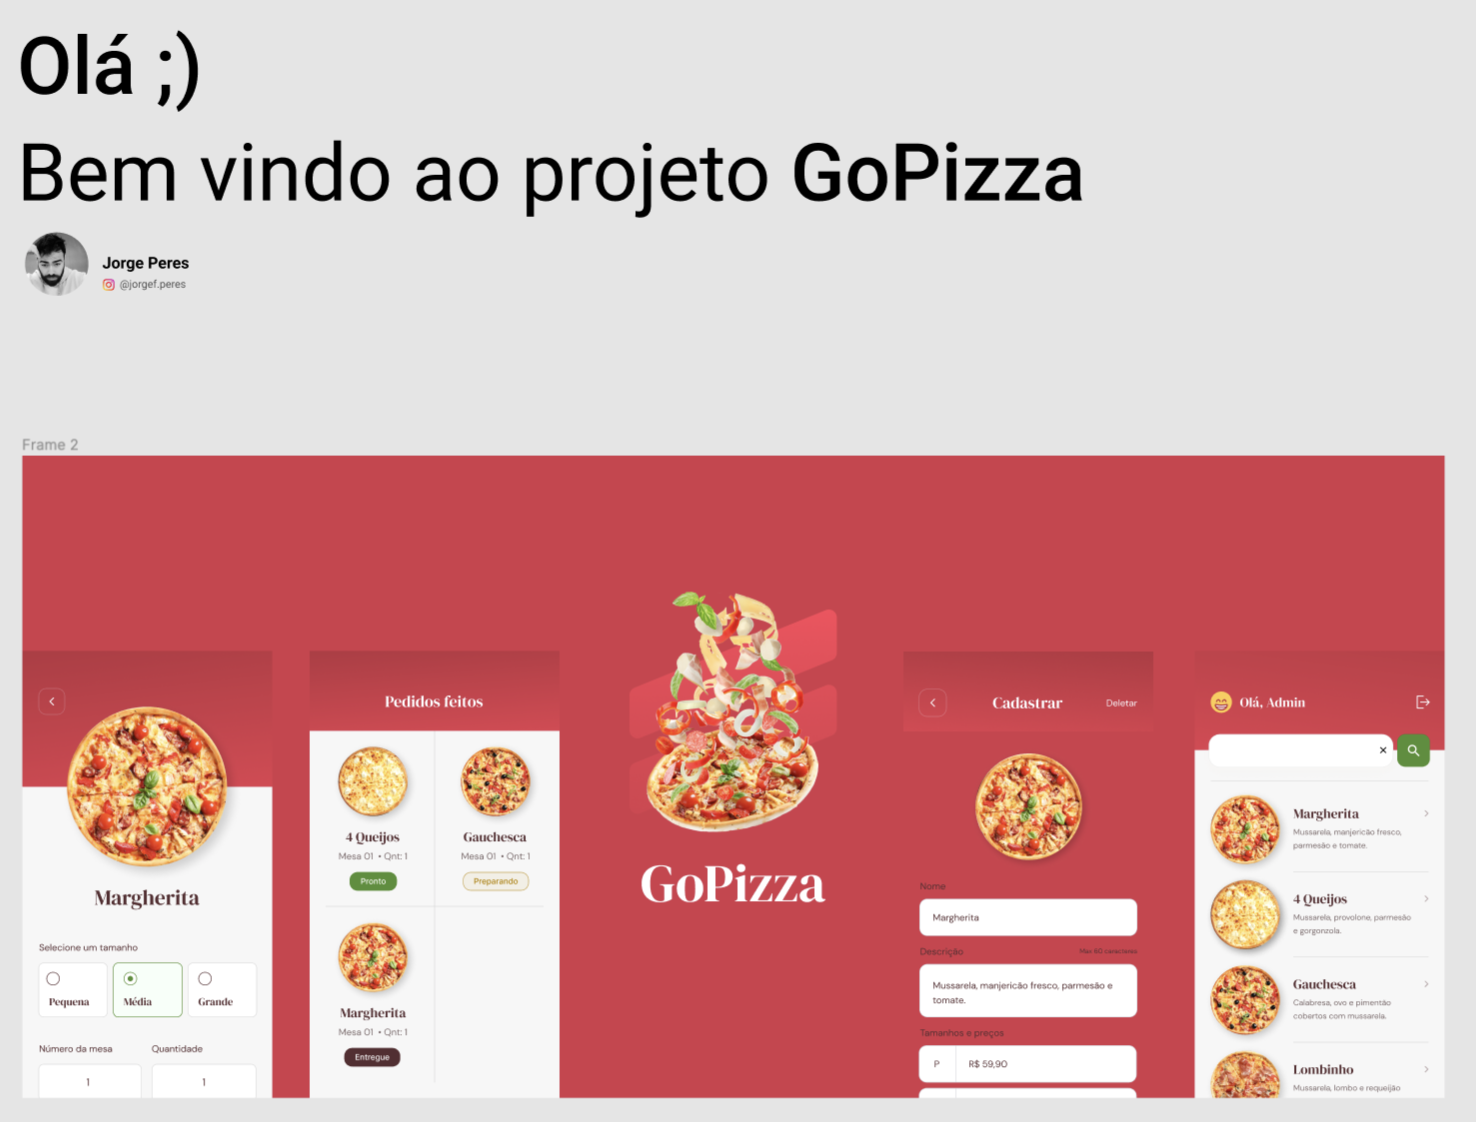 Olá ;)
Bem vindo ao projeto GoPizza
Jorge Peres
@jorgef.peres
Frame 2
Margherita
Selecione um tamanho
Pequena
Média
Grande
Número da mesa
Quantidade
1
1
Pedidos feitos
4 Queijos
Mesa 01 • Qnt: 1
Pronto
Gauchesca
Mesa 01 • Qnt: 1
Preparando
Margherita
Mesa 01 • Qnt: 1
Entregue
GoPizza
Cadastrar
Deletar
Nome
Margherita
Descrição
Max 60 caracteres
Mussarela, manjericão fresco, parmesão e
tomate.
Tamanhos e preços
P
R$ 59,90
Olá, Admin
Margherita
Mussarela, manjericão fresco,
parmesão e tomate.
4 Queijos
Mussarela, provolone, parmesão
e gorgonzola.
Gauchesca
Calabresa, ovo e pimentão
cobertos com mussarela.
Lombinho
Mussarela, lombo e requeijão